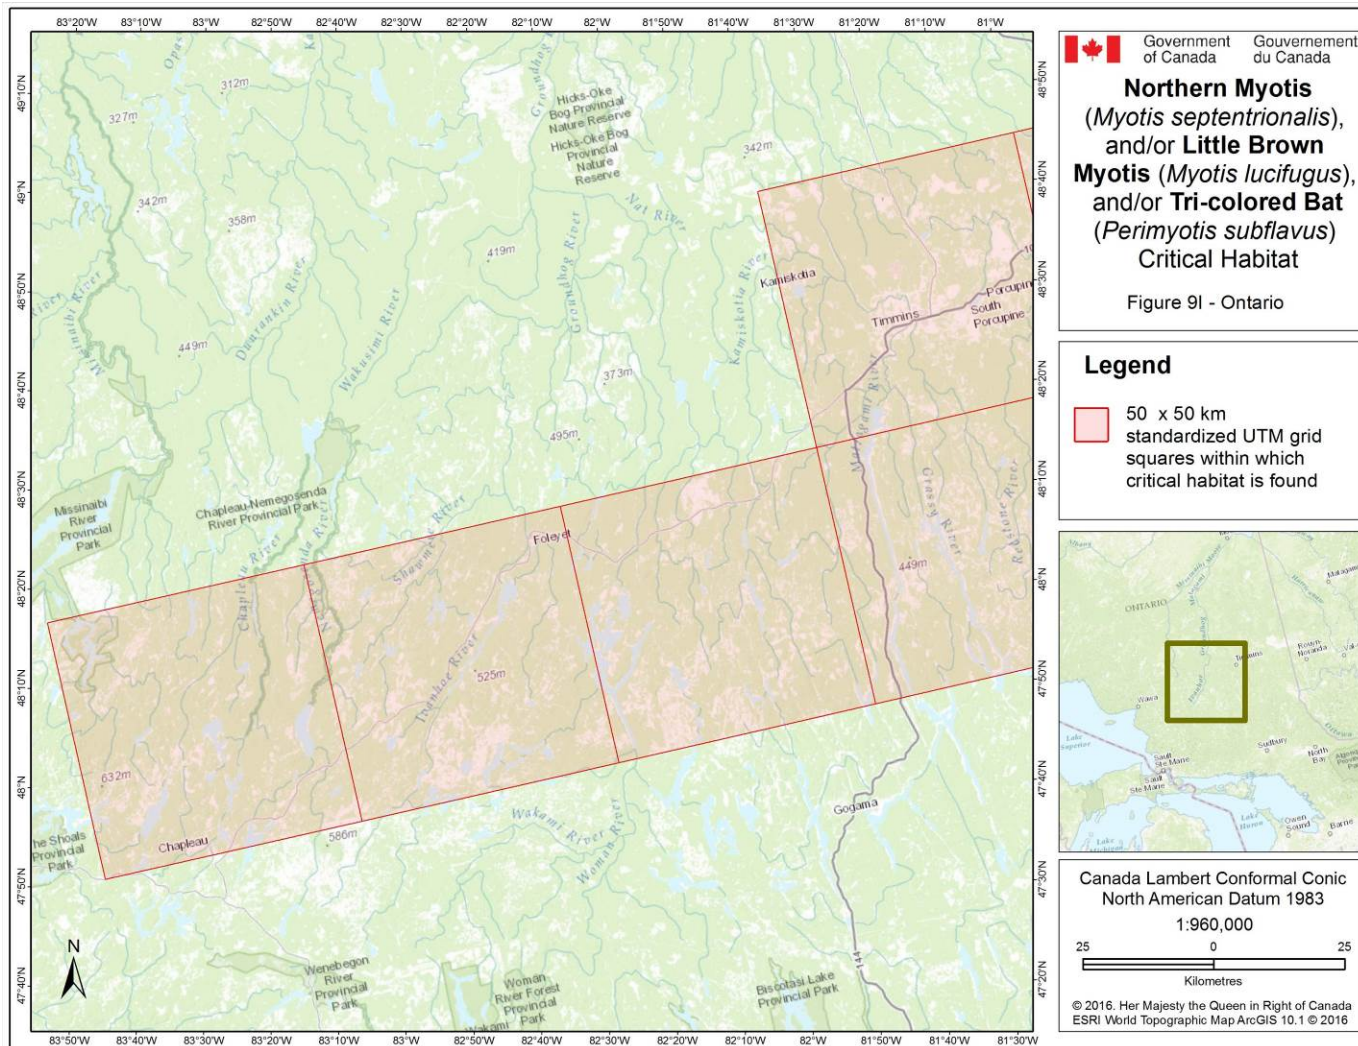 83°20'W 83°10'W 83°W 82°50'W 82°40'W 82°30'W 82°20'W 82°10'W 82°W 81°50'W 81°40'W 81°30'W 81°20'W 81°10'W 81°W
49°10'N
49°N
48°50'N
48°40'N
48°30'N
48°20'N
48°10'N
48°N
47°50'N
47°40'N
312m
327m
342m
358m
419m
449m
373m
495m
342m
Groundhog River
Hicks-Oke
Bog Provincial
Nature Reserve
Hicks-Oke Bog
Provincial
Nature
Reserve
Nat River
Groundhog River
Kamiskotia River
Kamiskotia
Timmins
South
Porcupine
Missinaibi River
Wakusimi River
Missinaibi
River
Provincial
Park
Chapleau-Nemegosenda
River Provincial Park
Chapleau River
Shawmere River
Foleyet
Ivanhoe River
525m
Grassy River
Redstone River
449m
632m
Chapleau
586m
Provincial
Park
Wakami River
Woman River
Gogama
144
Wenebegon
River
Provincial
Park
Woman
River Forest
Provincial
Park
Biscotasi Lake
Provincial Park
N
48°50'N
48°40'N
48°30'N
48°20'N
48°10'N
48°N
47°50'N
47°40'N
47°30'N
47°20'N
83°50'W 83°40'W 83°30'W 83°20'W 83°10'W 83°W 82°50'W 82°40'W 82°30'W 82°20'W 82°10'W 82°W 81°50'W 81°40'W 81°30'W
Government Gouvernement
of Canada du Canada
Northern Myotis
(Myotis septentrionalis),
and/or Little Brown
Myotis (Myotis lucifugus),
and/or Tri-colored Bat
(Perimyotis subflavus)
Critical Habitat
Figure 9l - Ontario
Legend
50 x 50 km
standardized UTM grid
squares within which
critical habitat is found
ONTARIO
Timmins
Rouyn-
Noranda
Wawa
Lake
Superior
Sault
Ste. Marie
Sault
Ste. Marie
Sudbury
North
Bay
Lake
Huron
Owen
Sound
Barrie
Lake
Michigan
Canada Lambert Conformal Conic
North American Datum 1983
1:960,000
25 0 25
Kilometres
© 2016. Her Majesty the Queen in Right of Canada
ESRI World Topographic Map ArcGIS 10.1 © 2016